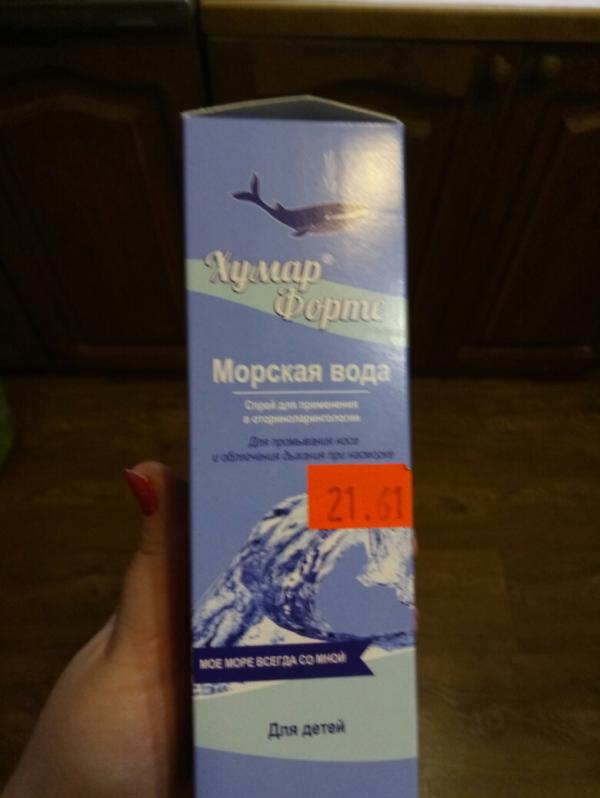 Хумар®
Форте
Морская вода
Спрей для применения
в оториноларингологии
Для промывания носа
и облегчения дыхания при насморке
21.61
МОЕ МОРЕ ВСЕГДА СО МНОЙ
Для детей